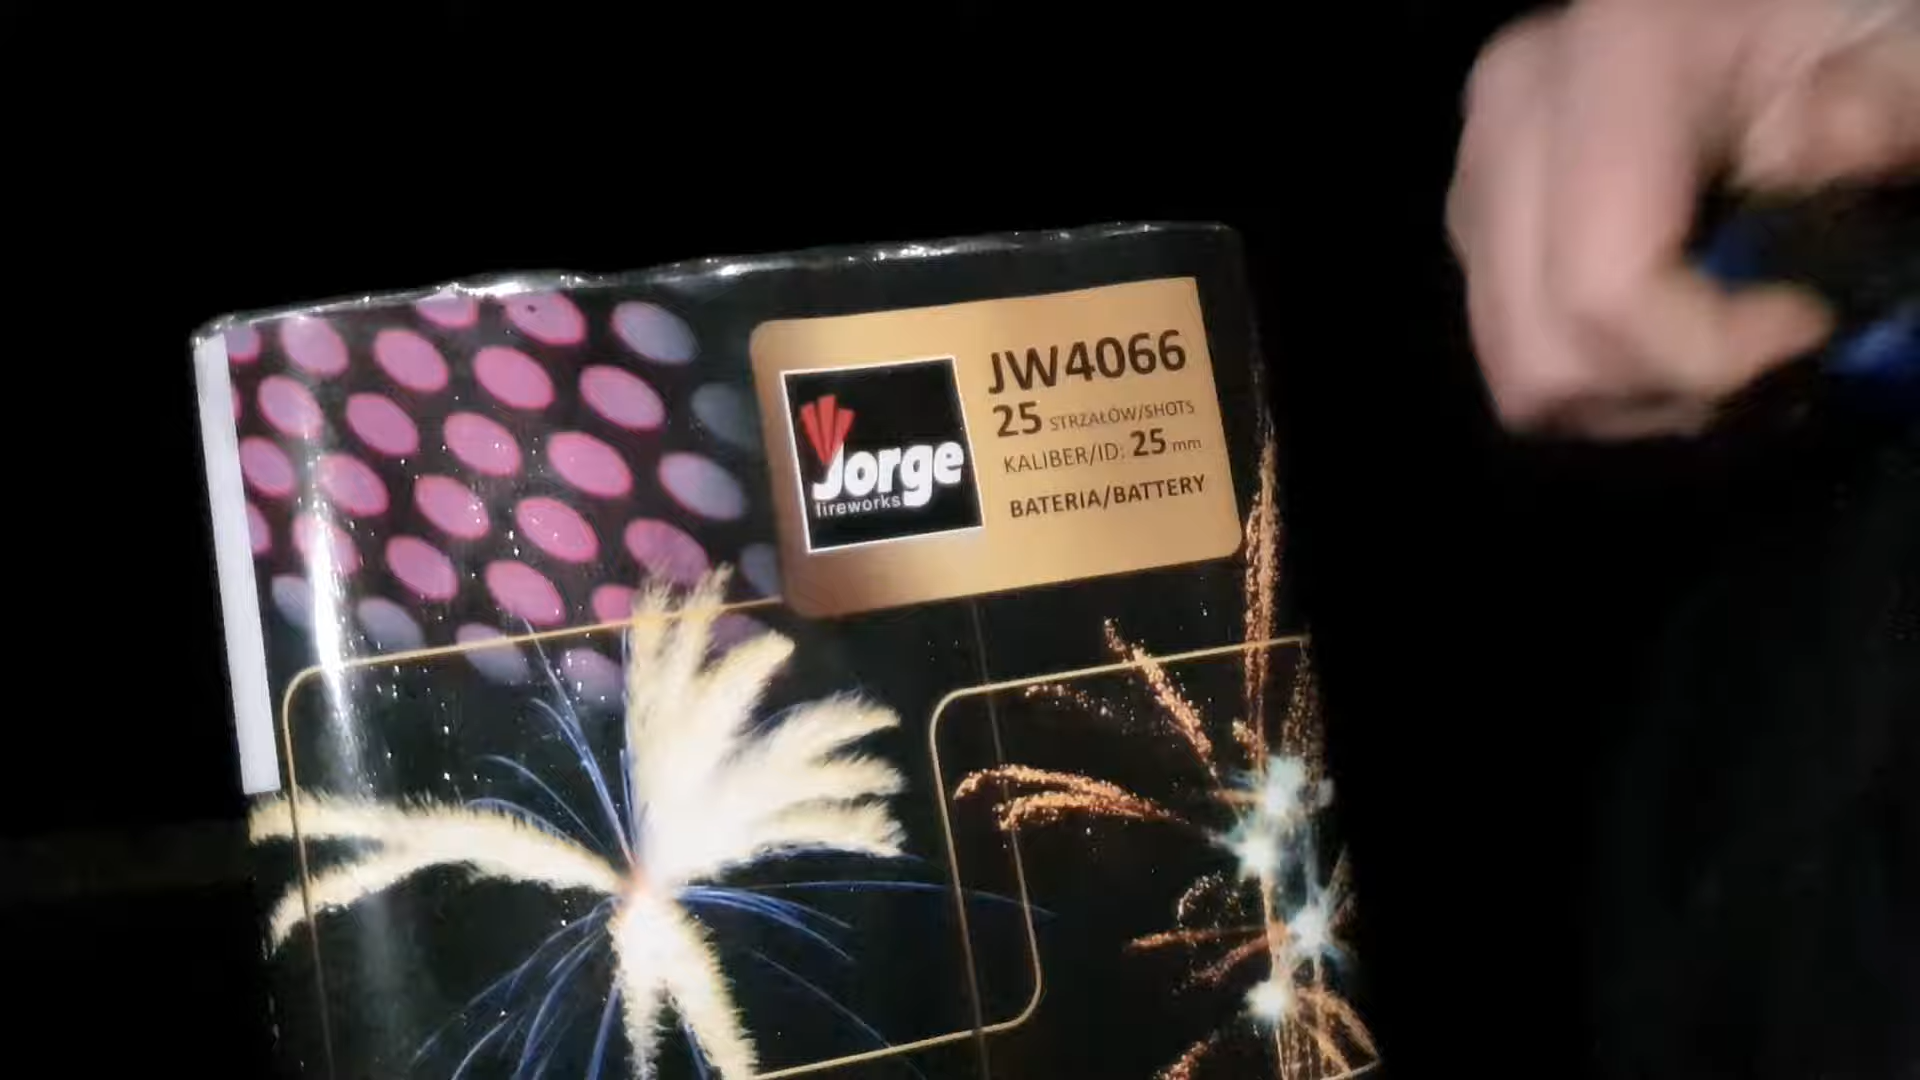 Jorge
fireworks
JW4066
25 STRZAŁÓW/SHOTS
KALIBER/ID: 25 mm
BATERIA/BATTERY